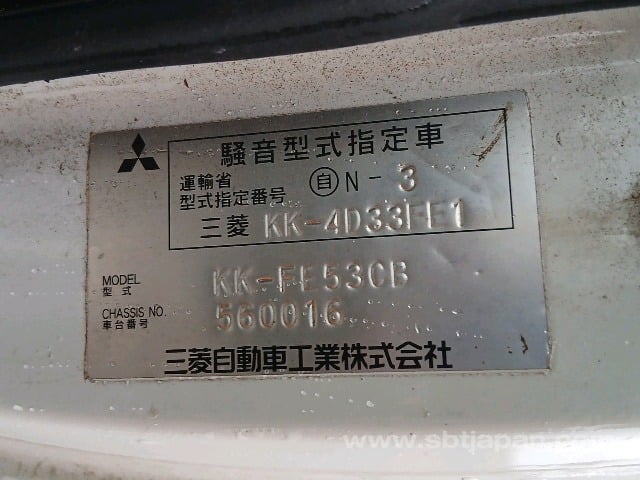 騒音型式指定車
運輸省
型式指定番号
自 N-3
三菱 KK-4D33FE1
MODEL
型式
KK-FE53CB
CHASSIS NO.
車台番号
560016
三菱自動車工業株式会社
www.sbtjapan.com